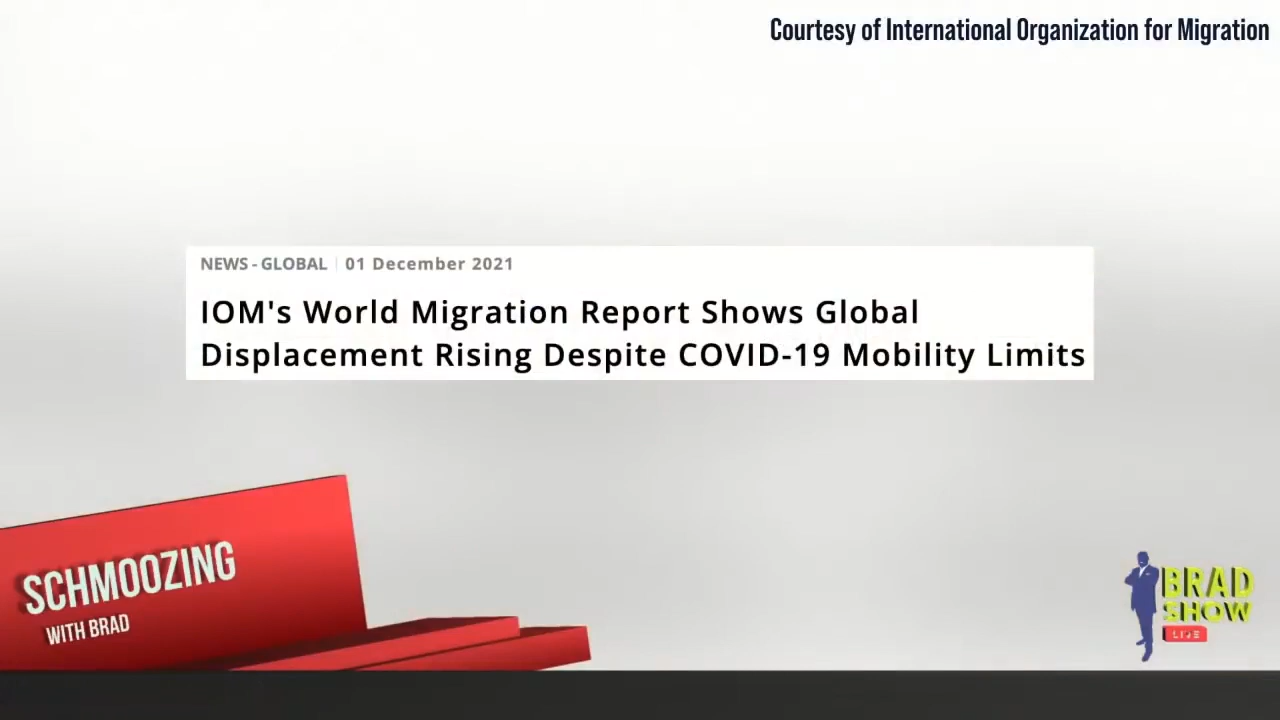 Courtesy of International Organization for Migration
NEWS - GLOBAL | 01 December 2021
IOM's World Migration Report Shows Global
Displacement Rising Despite COVID-19 Mobility Limits
SCHMOOZING
WITH BRAD
BRAD
SHOW
LIVE